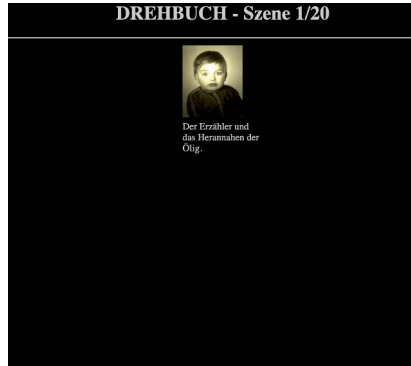 DREHBUCH - Szene 1/20
Der Erzähler und
das Herannahen der
Ölig.